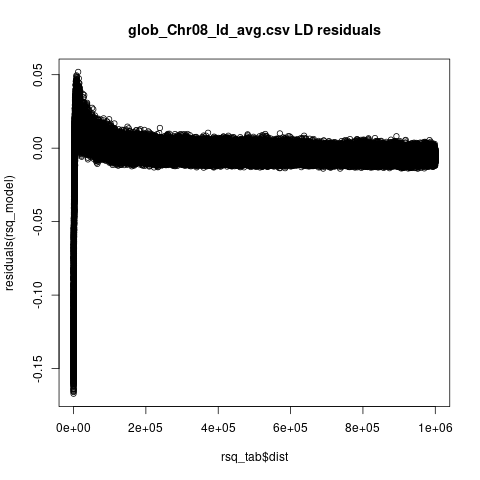 glob_Chr08_ld_avg.csv LD residuals
0.05
0.00
-0.05
-0.10
-0.15
residuals(rsq_model)
0e+00 2e+05 4e+05 6e+05 8e+05 1e+06
rsq_tab$dist